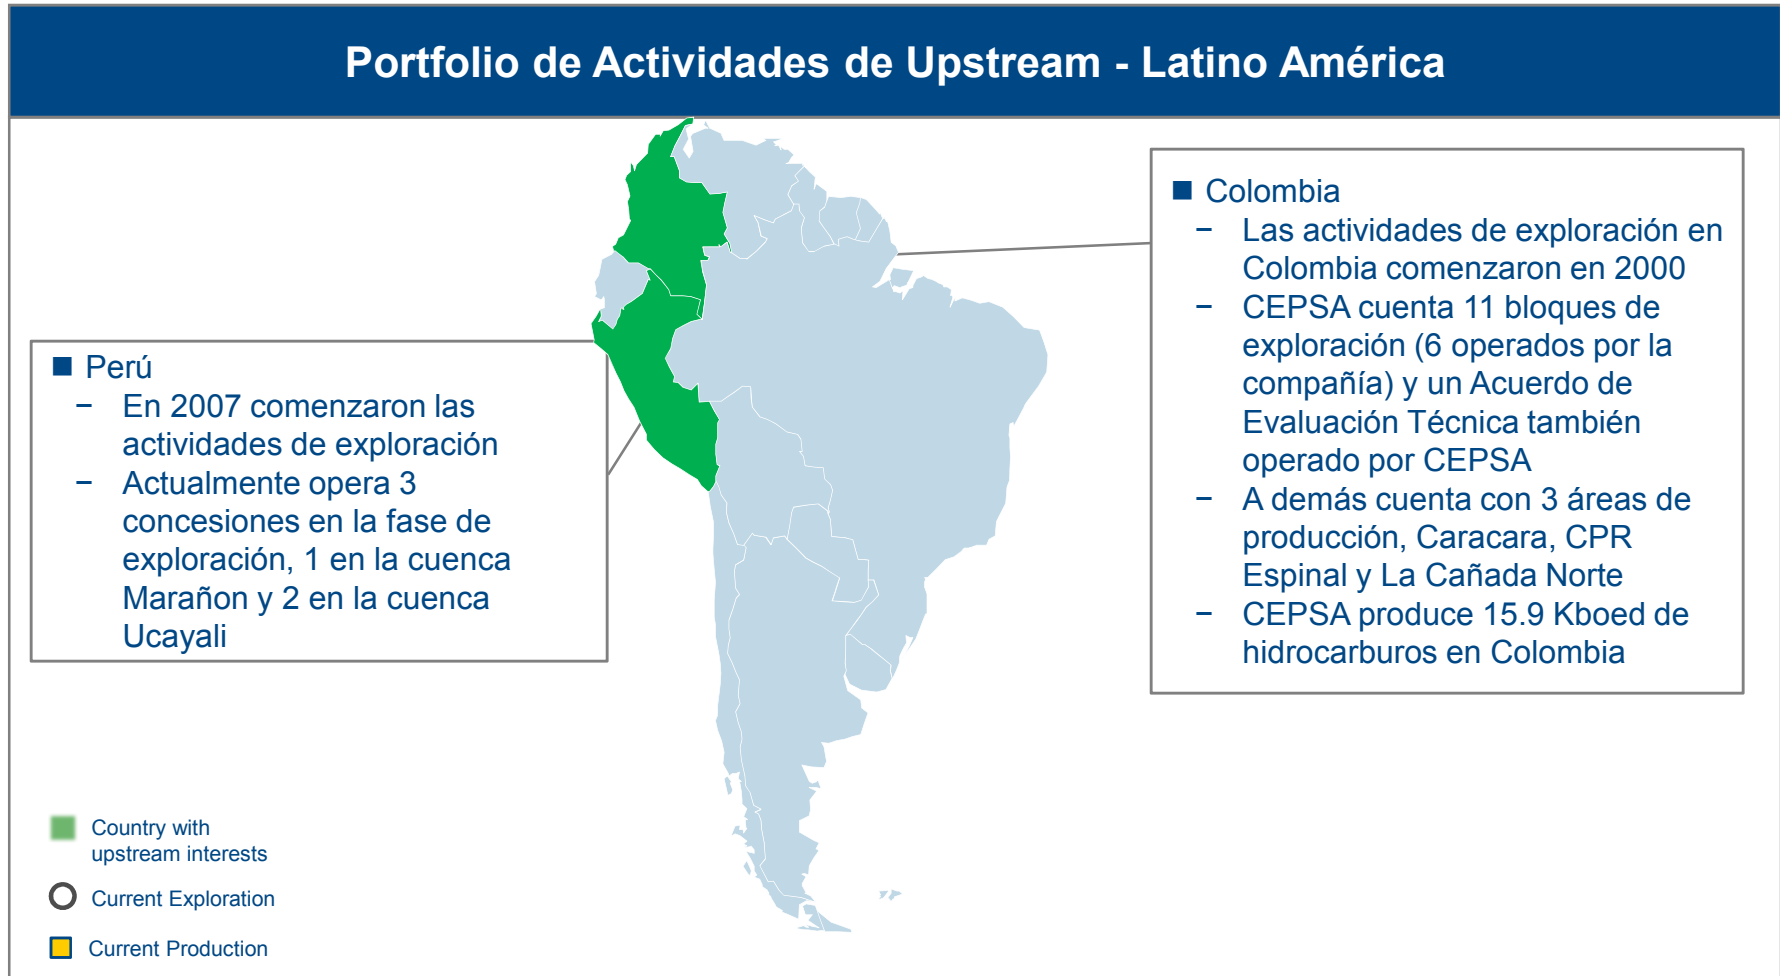 Portfolio de Actividades de Upstream - Latino América
Perú
− En 2007 comenzaron las
actividades de exploración
− Actualmente opera 3
concesiones en la fase de
exploración, 1 en la cuenca
Marañon y 2 en la cuenca
Ucayali
Colombia
− Las actividades de exploración en
Colombia comenzaron en 2000
− CEPSA cuenta 11 bloques de
exploración (6 operados por la
compañía) y un Acuerdo de
Evaluación Técnica también
operado por CEPSA
− A demás cuenta con 3 áreas de
producción, Caracara, CPR
Espinal y La Cañada Norte
− CEPSA produce 15.9 Kboed de
hidrocarburos en Colombia
Country with
upstream interests
Current Exploration
Current Production